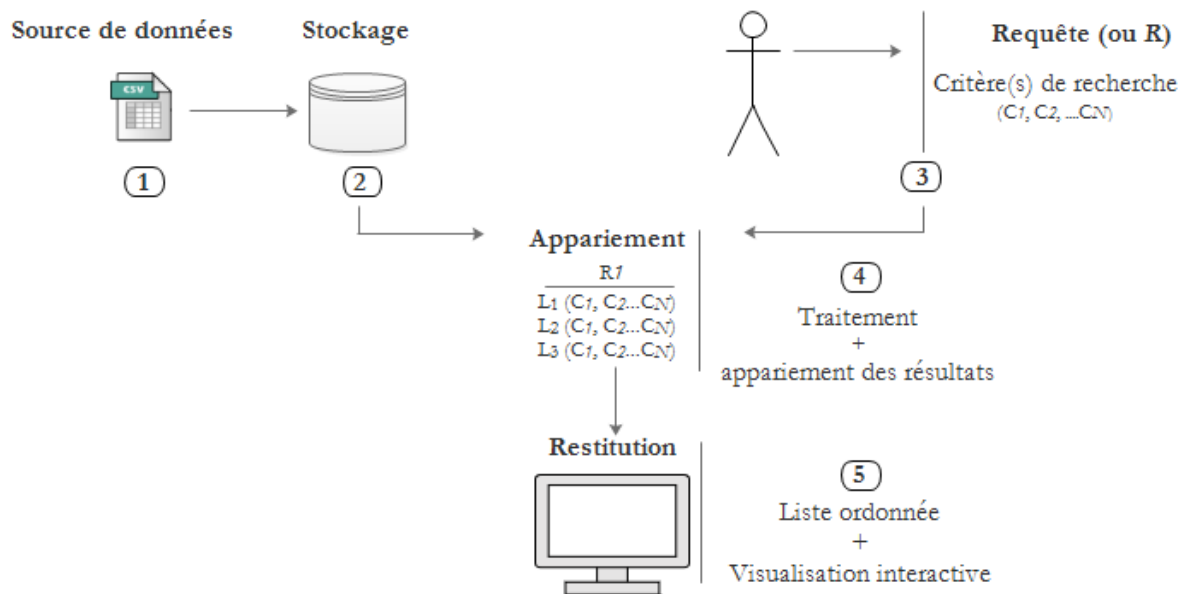 Source de données
Stockage
Requête (ou R)
CSV
Critère(s) de recherche
(C1, C2, ...CN)
1
2
3
Appariement
R1
L1 (C1, C2...CN)
L2 (C1, C2...CN)
L3 (C1, C2...CN)
4
Traitement
+
appariement des résultats
Restitution
5
Liste ordonnée
+
Visualisation interactive